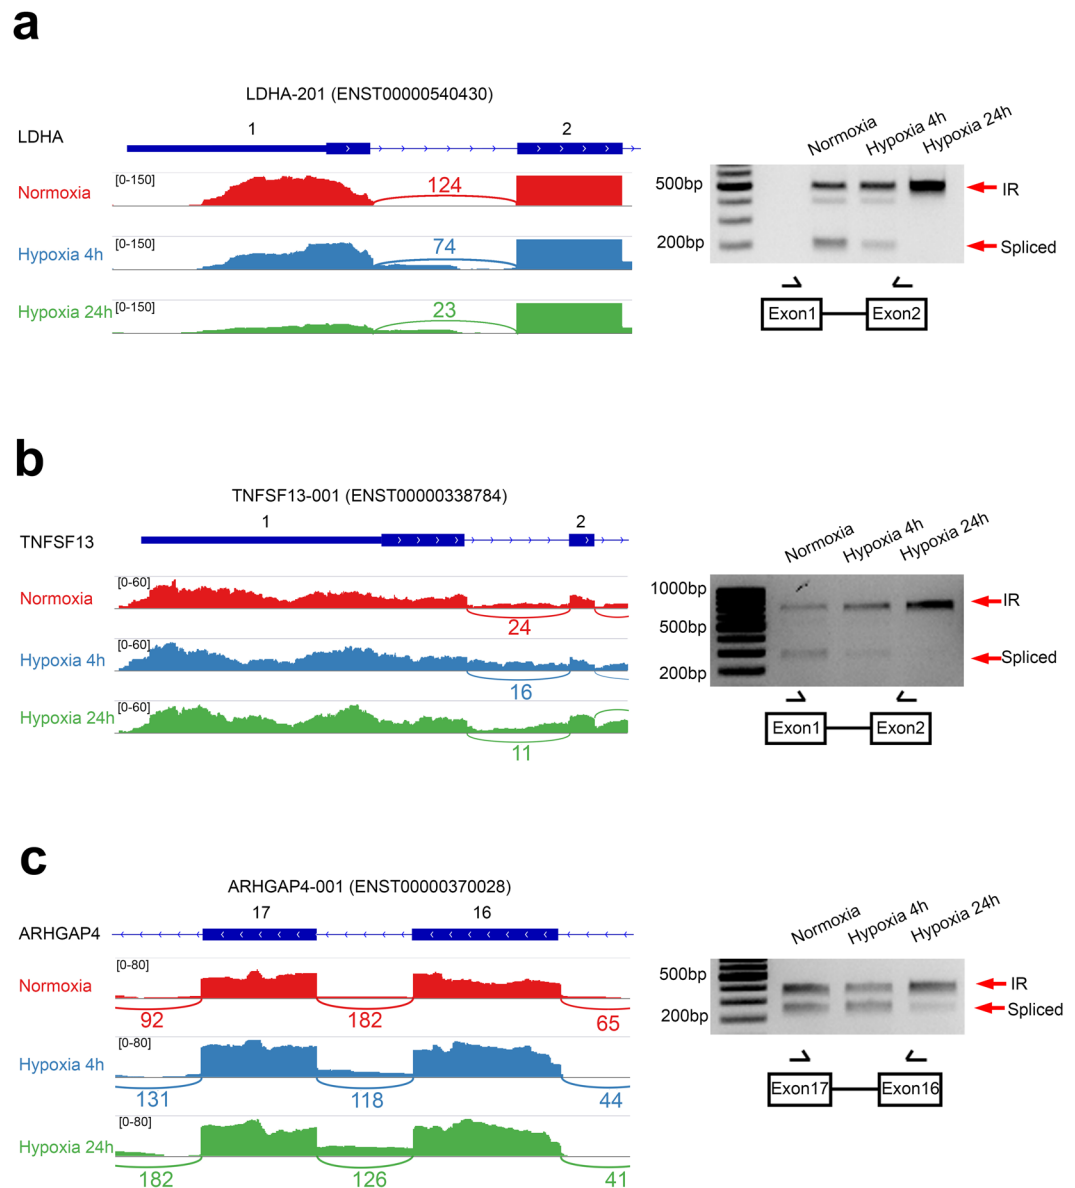 a
LDHA-201 (ENST00000540430)
LDHA
1
2
Normoxia
[0-150]
124
Hypoxia 4h
[0-150]
74
Hypoxia 24h
[0-150]
23
Normoxia
Hypoxia 4h
Hypoxia 24h
500bp
IR
200bp
Spliced
Exon1
Exon2
b
TNFSF13-001 (ENST00000338784)
1
2
TNFSF13
Normoxia
[0-60]
24
Hypoxia 4h
[0-60]
16
Hypoxia 24h
[0-60]
11
Normoxia
Hypoxia 4h
Hypoxia 24h
1000bp
IR
500bp
Spliced
200bp
Exon1
Exon2
c
ARHGAP4-001 (ENST00000370028)
17
16
ARHGAP4
Normoxia
[0-80]
92
182
65
Hypoxia 4h
[0-80]
131
118
44
Hypoxia 24h
[0-80]
182
126
41
Normoxia
Hypoxia 4h
Hypoxia 24h
500bp
IR
Spliced
200bp
Exon17
Exon16